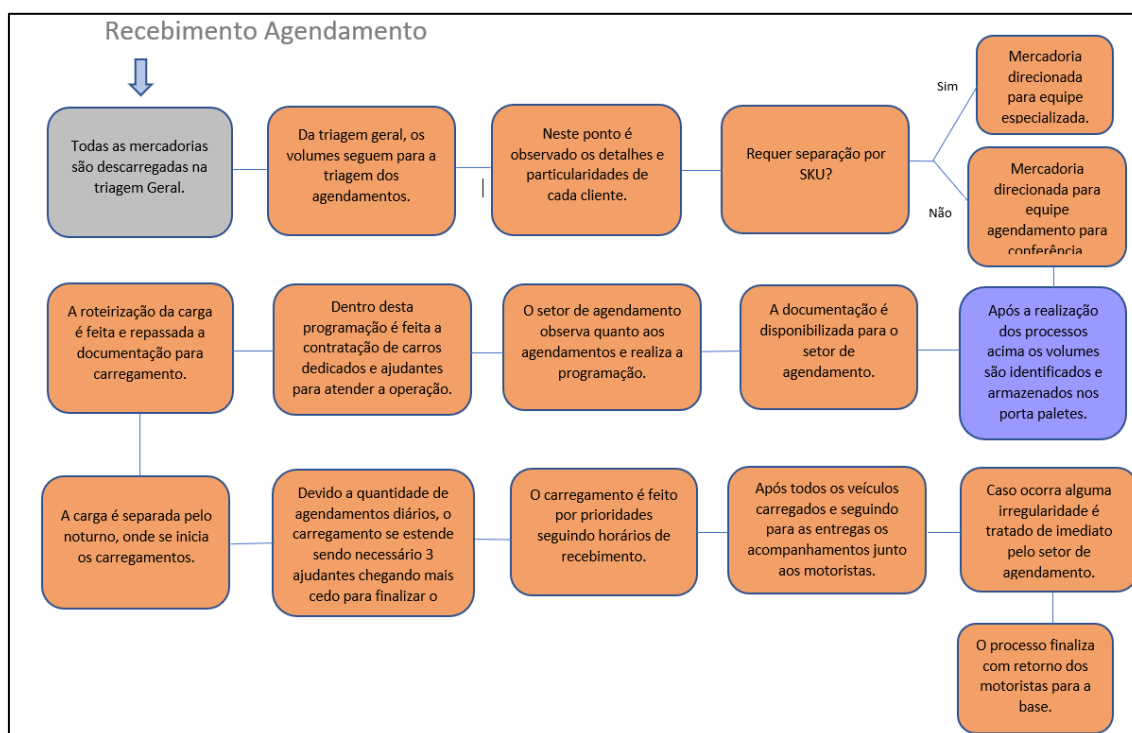 Recebimento Agendamento
Todas as mercadorias
são descarregadas na
triagem Geral.
Da triagem geral, os
volumes seguem para a
triagem dos
agendamentos.
Neste ponto é
observado os detalhes e
particularidades de
cada cliente.
Requer separação por
SKU?
Sim
Mercadoria
direcionada para
equipe
especializada.
Não
Mercadoria
direcionada para
equipe
agendamento para
conferência
Após a realização
dos processos
acima os volumes
são identificados e
armazenados nos
porta paletes.
A documentação é
disponibilizada para o
setor de
agendamento.
O setor de agendamento
observa quanto aos
agendamentos e realiza a
programação.
Dentro desta
programação é feita a
contratação de carros
dedicados e ajudantes
para atender a operação.
A roteirização da carga
é feita e repassada a
documentação para
carregamento.
A carga é separada pelo
noturno, onde se inicia
os carregamentos.
Devido a quantidade de
agendamentos diários, o
carregamento se estende
sendo necessário 3
ajudantes chegando mais
cedo para finalizar o
O carregamento é feito
por prioridades
seguindo horários de
recebimento.
Após todos os veículos
carregados e seguindo
para as entregas os
acompanhamentos junto
aos motoristas.
Caso ocorra alguma
irregularidade é
tratado de imediato
pelo setor de
agendamento.
O processo finaliza
com retorno dos
motoristas para a
base.